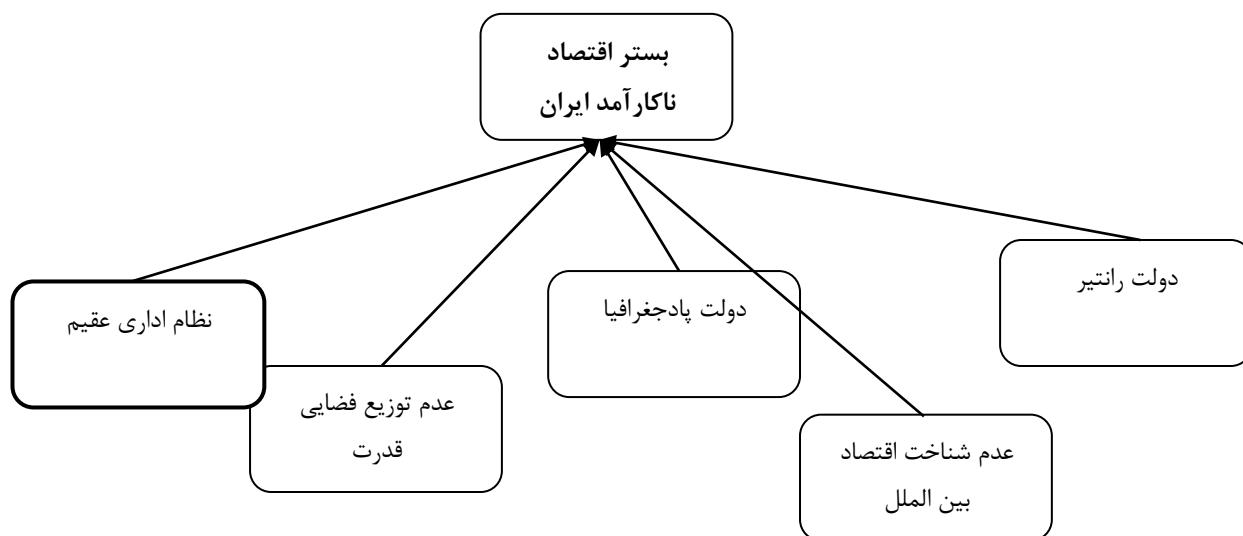 بستر اقتصاد
ناکارآمد ایران
دولت رانتیر
دولت پادجغرافیا
نظام اداری عقیم
عدم توزیع فضایی
قدرت
عدم شناخت اقتصاد
بین الملل